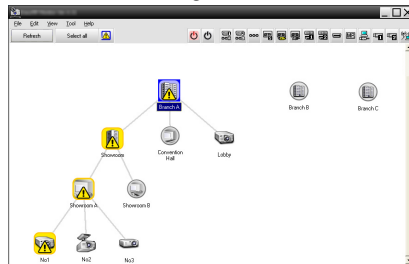 File Edit View Tool Help
Refresh Select all
Branch A
Branch B
Branch C
Showroom
Convention
Hall
Lobby
Showroom A
Showroom B
No1
No2
No3